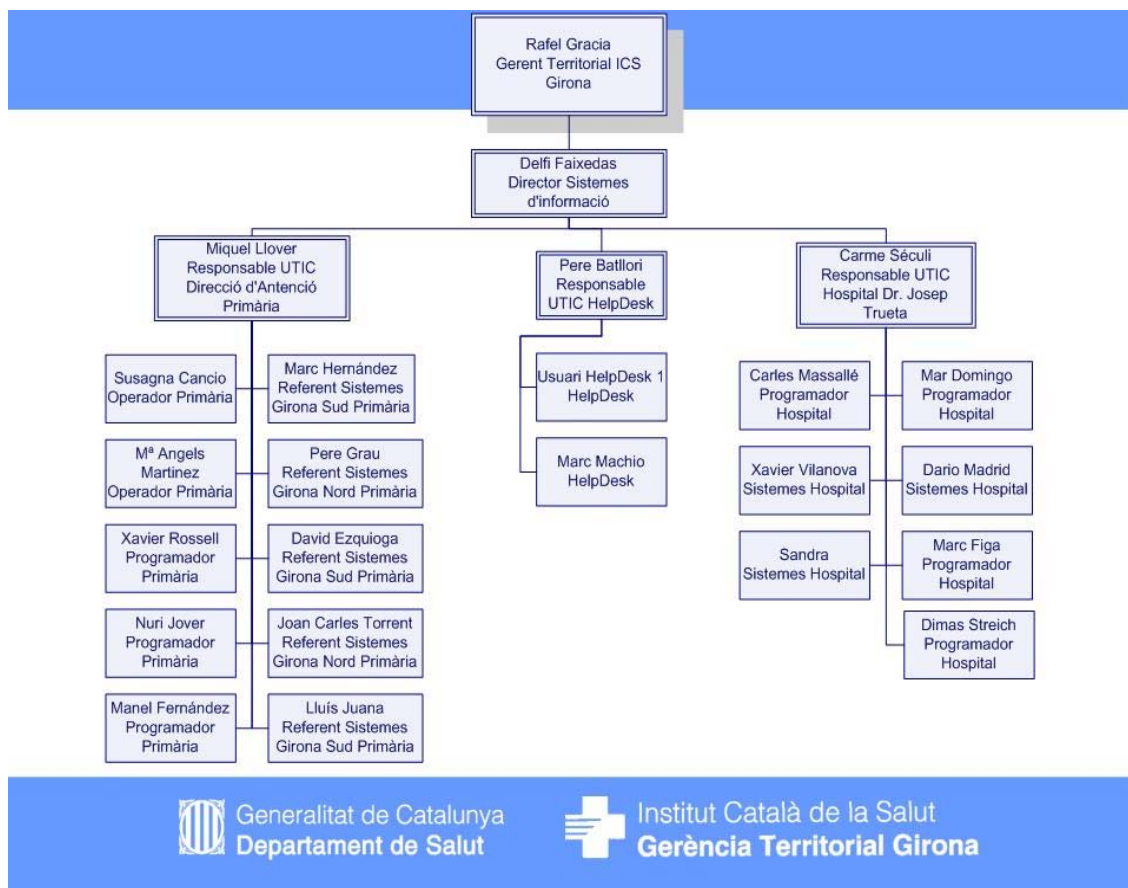 Rafel Gracia
Gerent Territorial ICS
Girona
Delfi Faixedas
Director Sistemes
d'informació
Miquel Llover
Responsable UTIC
Direcció d'Antenció
Primària
Pere Batllori
Responsable
UTIC HelpDesk
Carme Séculi
Responsable UTIC
Hospital Dr. Josep
Trueta
Susagna Cancio
Operador Primària
Marc Hernández
Referent Sistemes
Girona Sud Primària
Mª Angels
Martinez
Operador Primària
Pere Grau
Referent Sistemes
Girona Nord Primària
Xavier Rossell
Programador
Primària
David Ezquioga
Referent Sistemes
Girona Sud Primària
Nuri Jover
Programador
Primària
Joan Carles Torrent
Referent Sistemes
Girona Nord Primària
Manel Fernández
Programador
Primària
Lluís Juana
Referent Sistemes
Girona Sud Primària
Usuari HelpDesk 1
HelpDesk
Marc Machio
HelpDesk
Carles Massallé
Programador
Hospital
Mar Domingo
Programador
Hospital
Xavier Vilanova
Sistemes Hospital
Dario Madrid
Sistemes Hospital
Sandra
Sistemes Hospital
Marc Figa
Programador
Hospital
Dimas Streich
Programador
Hospital
Generalitat de Catalunya
Departament de Salut
Institut Català de la Salut
Gerència Territorial Girona